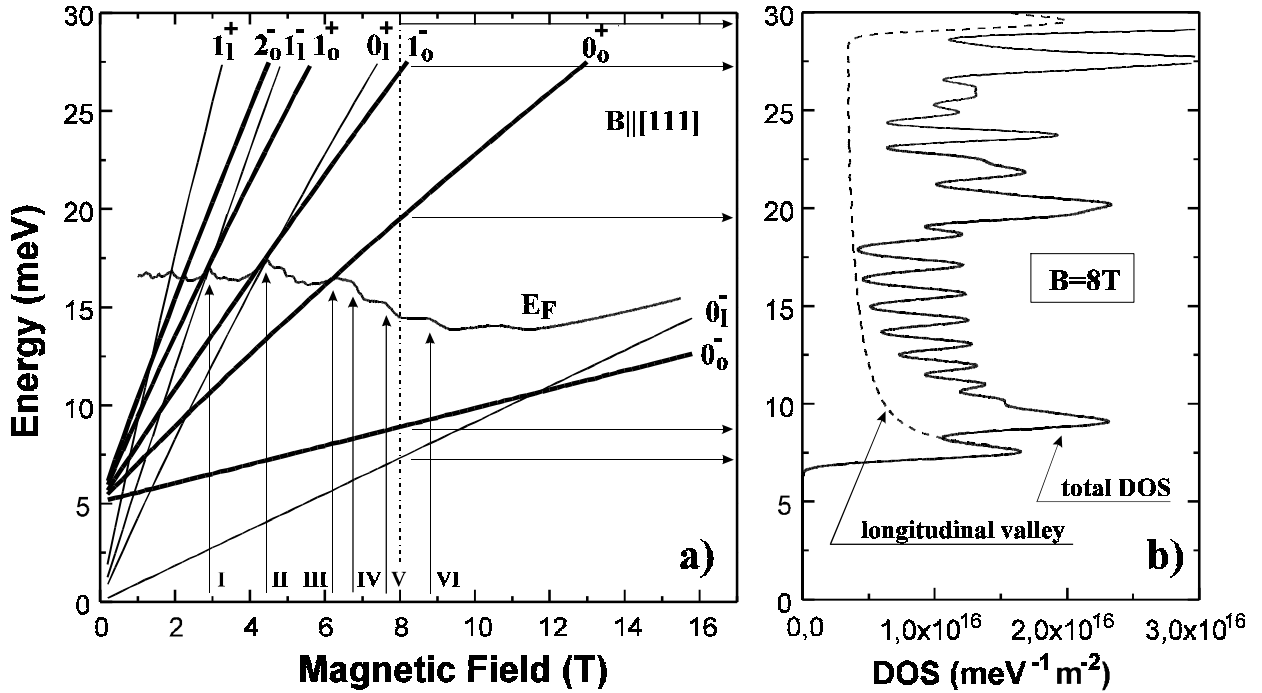 30
25
20
15
10
5
0
Energy (meV)
1l+ 2o- 1l- 1o+ 0l+ 1o- 0o+
B||[111]
EF
0l-
0o-
I II III IV V VI
a)
0 2 4 6 8 10 12 14 16
Magnetic Field (T)
30
25
20
15
10
5
0
B=8T
total DOS
longitudinal valley
b)
0,0 1,0x10^16 2,0x10^16 3,0x10^16
DOS (meV^-1 m^-2)